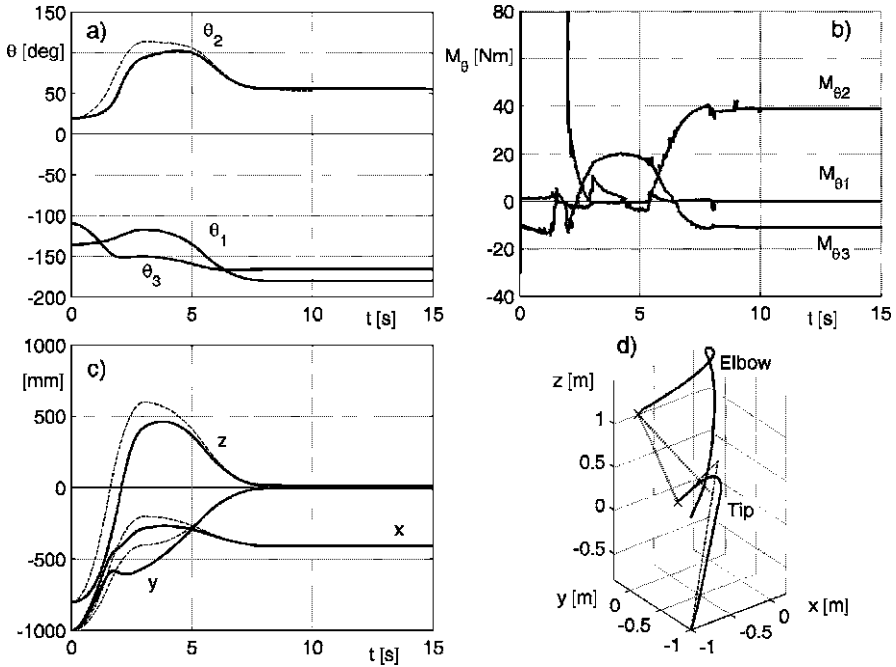 a)
θ [deg]
150
100
50
0
-50
-100
-150
-200
θ2
θ1
θ3
0 5 10 15
t [s]
b)
Mθ [Nm]
80
40
20
0
-20
-40
Mθ2
Mθ1
Mθ3
0 5 10 15
t [s]
c)
[mm]
1000
500
0
-500
-1000
z
x
y
0 5 10 15
t [s]
d)
Elbow
Tip
z [m]
1
0.5
0
-0.5
y [m]
0
-0.5
-1
x [m]
-1
-0.5
0